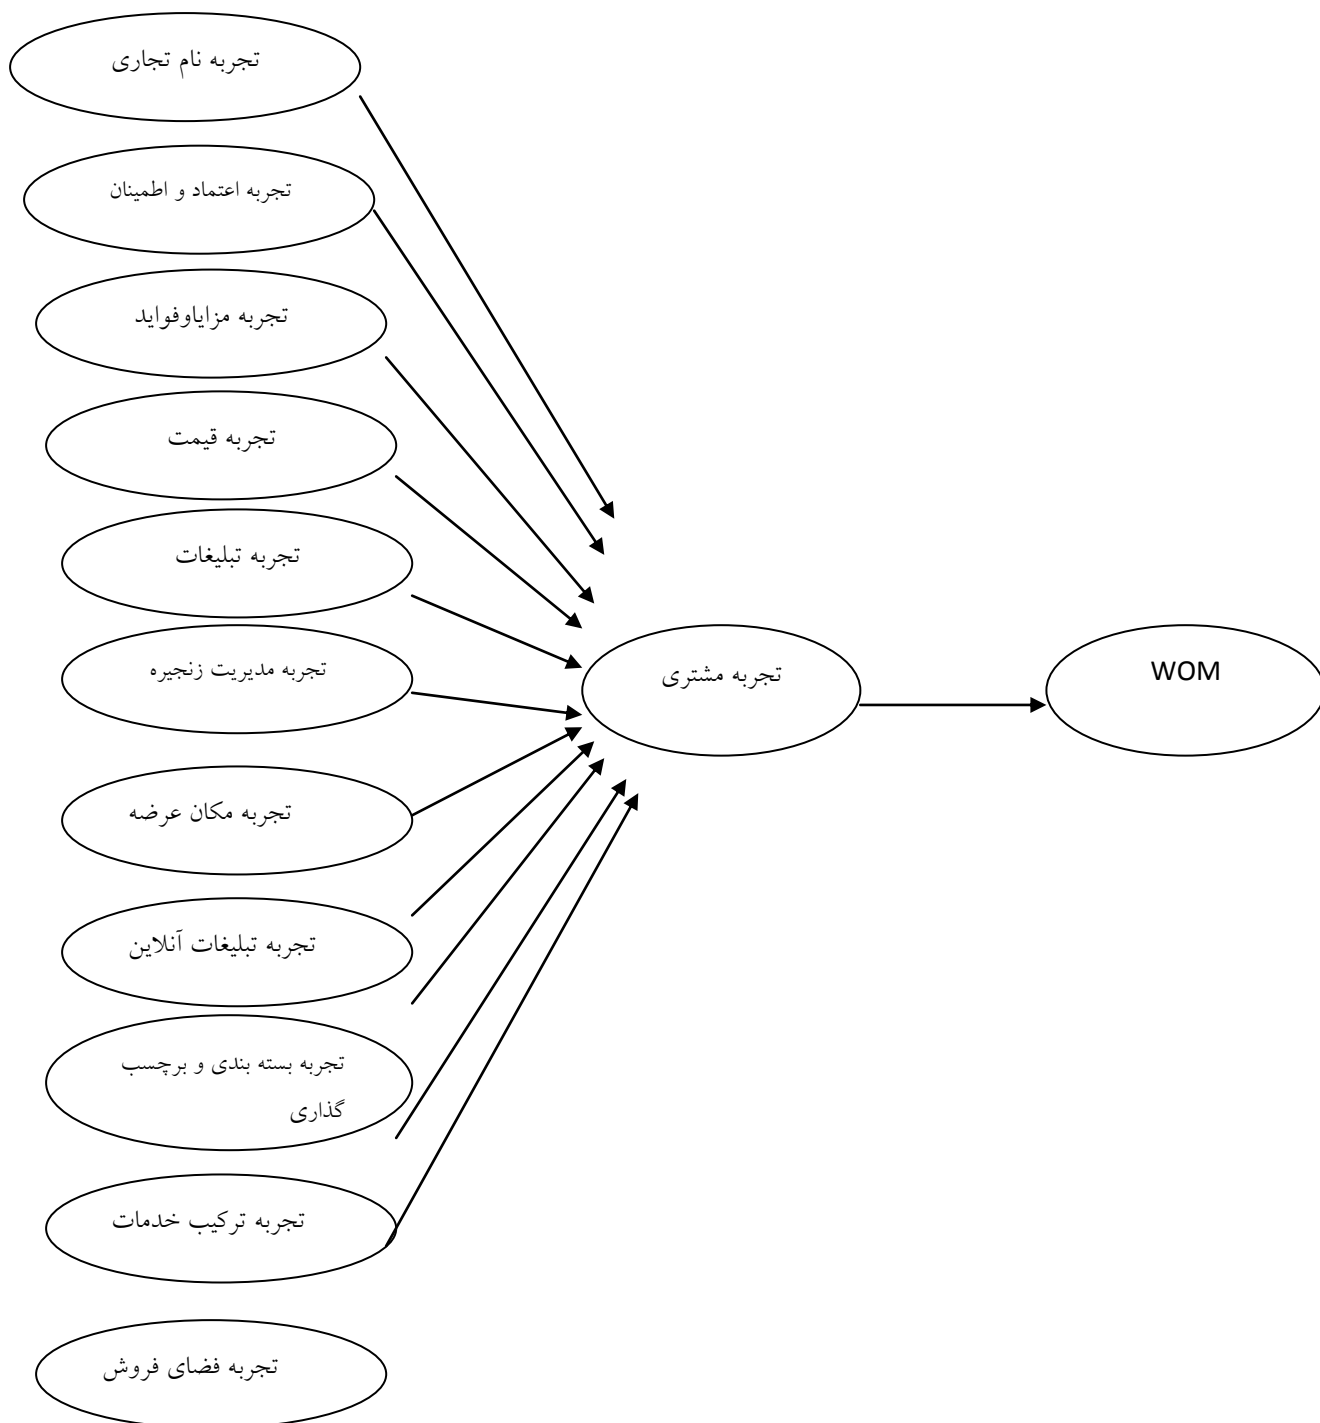 تجربه نام تجاری
تجربه اعتماد و اطمینان
تجربه مزایاوفواید
تجربه قیمت
تجربه تبلیغات
تجربه مدیریت زنجیره
تجربه مشتری
WOM
تجربه مکان عرضه
تجربه تبلیغات آنلاین
تجربه بسته بندی و برچسب
گذاری
تجربه ترکیب خدمات
تجربه فضای فروش